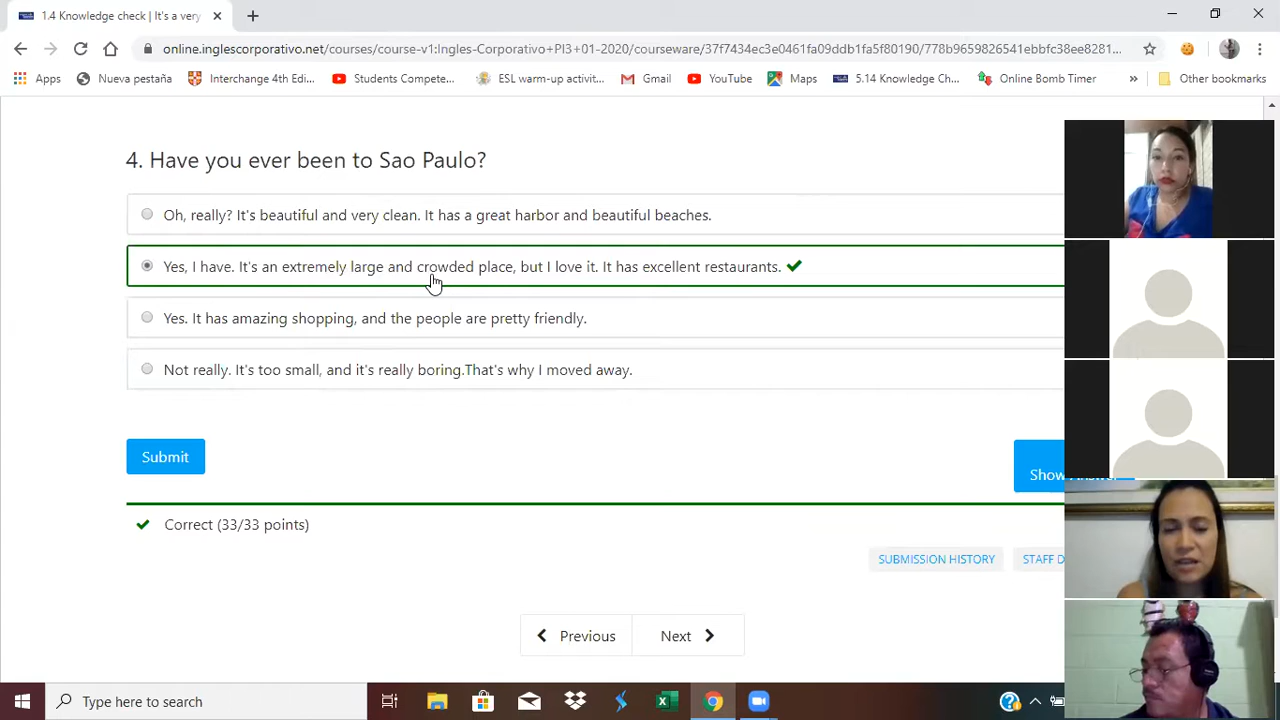 1.4 Knowledge check | It's a very
online.inglescorporativo.net/courses/course-v1:Ingles-Corporativo+PI3+01-2020/courseware/37f7434ec3e0461fa09ddb1fa5f80190/778b9659826541ebbfc38ee8281...
Apps
Nueva pestaña
Interchange 4th Edi...
Students Compete...
ESL warm-up activit...
Gmail
YouTube
Maps
5.14 Knowledge Ch...
Online Bomb Timer
»
Other bookmarks
4. Have you ever been to Sao Paulo?
Oh, really? It's beautiful and very clean. It has a great harbor and beautiful beaches.
Yes, I have. It's an extremely large and crowded place, but I love it. It has excellent restaurants.
Yes. It has amazing shopping, and the people are pretty friendly.
Not really. It's too small, and it's really boring.That's why I moved away.
Submit
Show
Correct (33/33 points)
SUBMISSION HISTORY
STAFF D
Previous
Next
Type here to search